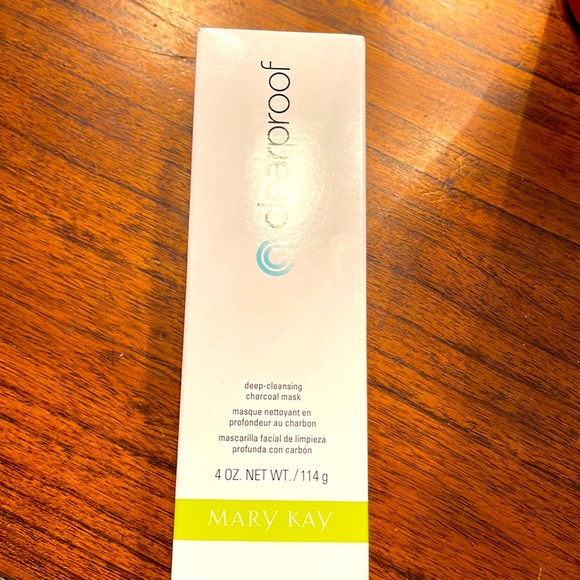 clearproof
deep-cleansing
charcoal mask
masque nettoyant en
profondeur au charbon
mascarilla facial de limpieza
profunda con carbón
4 OZ. NET WT. / 114 g
MARY KAY